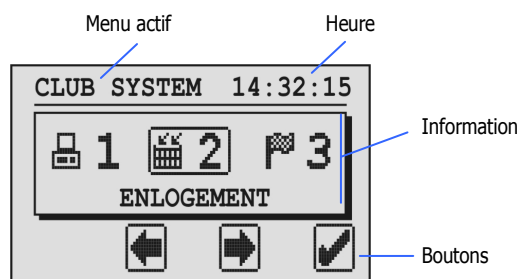 Menu actif
Heure
CLUB SYSTEM 14:32:15
1 2 3
Information
ENLOGEMENT
Boutons